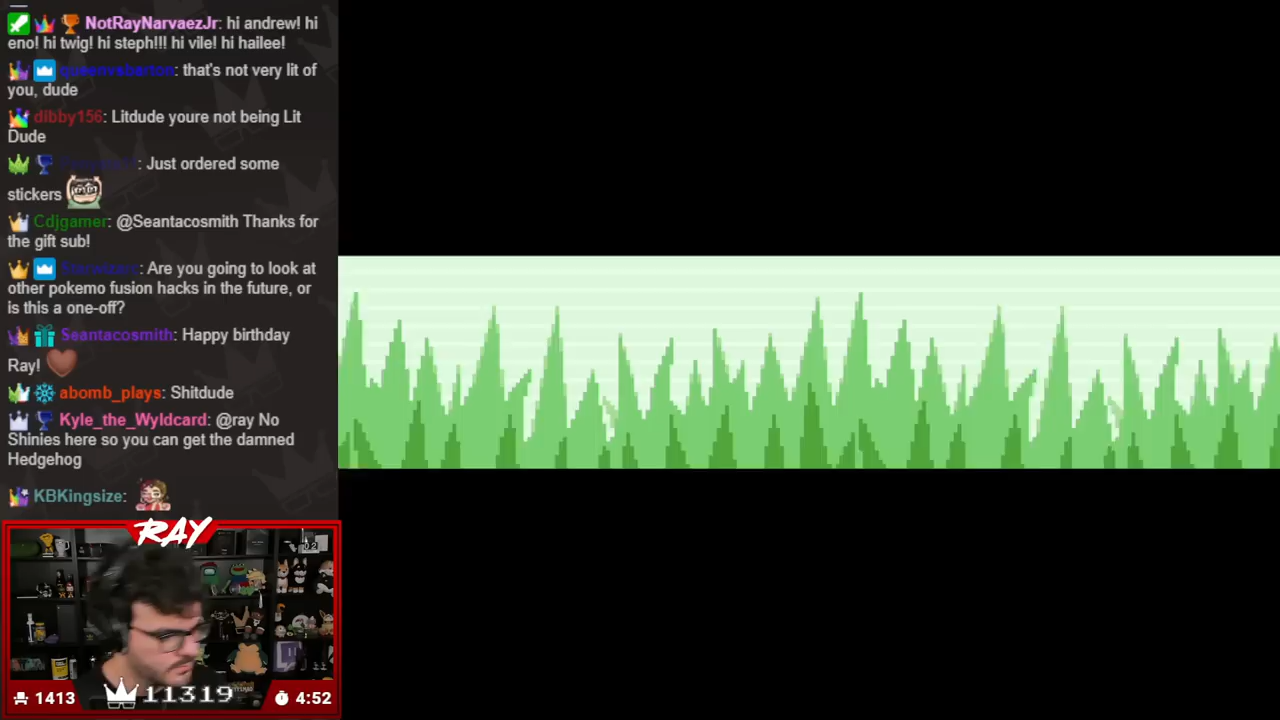 NotRayNarvaezJr: hi andrew! hi
eno! hi twig! hi steph!!! hi vile! hi hailee!
queenvsbarton: that's not very lit of
you, dude
dibby156: Litdude youre not being Lit
Dude
: Just ordered some
stickers
Cdjgamer: @Seantacosmith Thanks for
the gift sub!
: Are you going to look at
other pokemo fusion hacks in the future, or
is this a one-off?
Seantacosmith: Happy birthday
Ray!
abomb_plays: Shitdude
Kyle_the_Wyldcard: @ray No
Shinies here so you can get the damned
Hedgehog
KBKingsize:
RAY
1413 11319 4:52